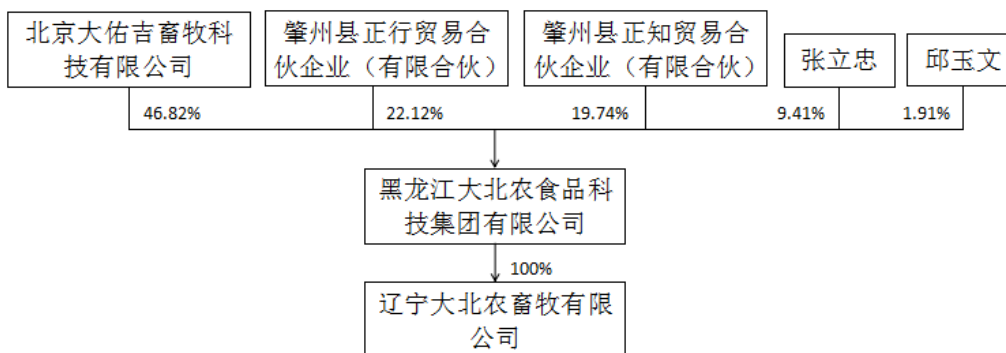 北京大佑吉畜牧科
技有限公司
肇州县正行贸易合
伙企业（有限合伙）
肇州县正知贸易合
伙企业（有限合伙）
张立忠
邱玉文
46.82%
22.12%
19.74%
9.41%
1.91%
黑龙江大北农食品科
技集团有限公司
100%
辽宁大北农畜牧有限
公司